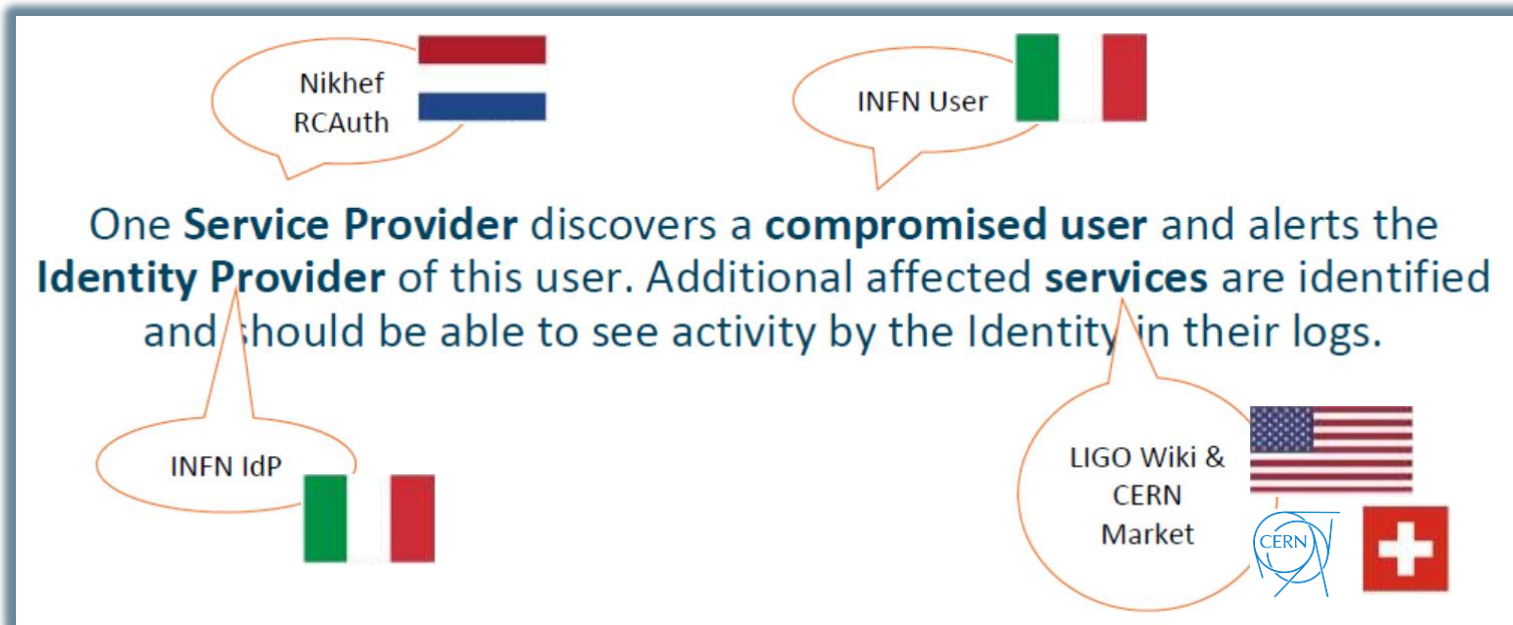 Nikhef
RCAuth
INFN User
One Service Provider discovers a compromised user and alerts the
Identity Provider of this user. Additional affected services are identified
and should be able to see activity by the Identity in their logs.
INFN IdP
LIGO Wiki &
CERN
Market
CERN